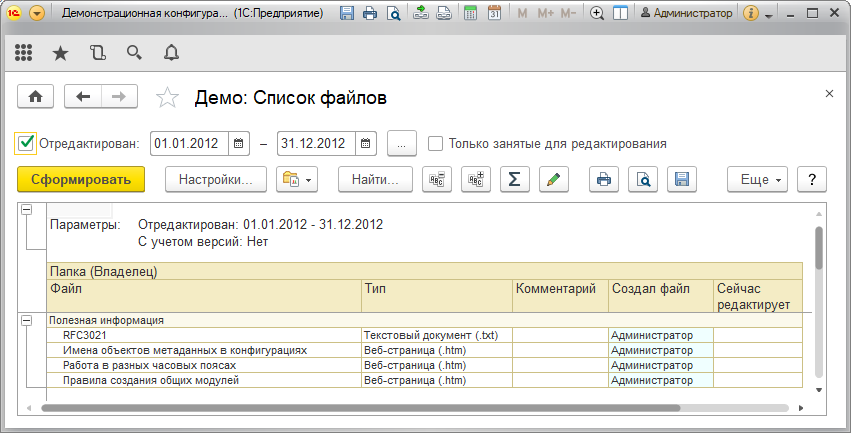 Демонстрационная конфигура... (1С:Предприятие) M M+ M- Администратор
Демо: Список файлов
Отредактирован: 01.01.2012 – 31.12.2012 ... Только занятые для редактирования
Сформировать Настройки... Найти... Еще ?
Параметры: Отредактирован: 01.01.2012 - 31.12.2012
С учетом версий: Нет
Папка (Владелец)
Файл Тип Комментарий Создал файл Сейчас
редактирует
Полезная информация
RFC3021 Текстовый документ (.txt) Администратор
Имена объектов метаданных в конфигурациях Веб-страница (.htm) Администратор
Работа в разных часовых поясах Веб-страница (.htm) Администратор
Правила создания общих модулей Веб-страница (.htm) Администратор